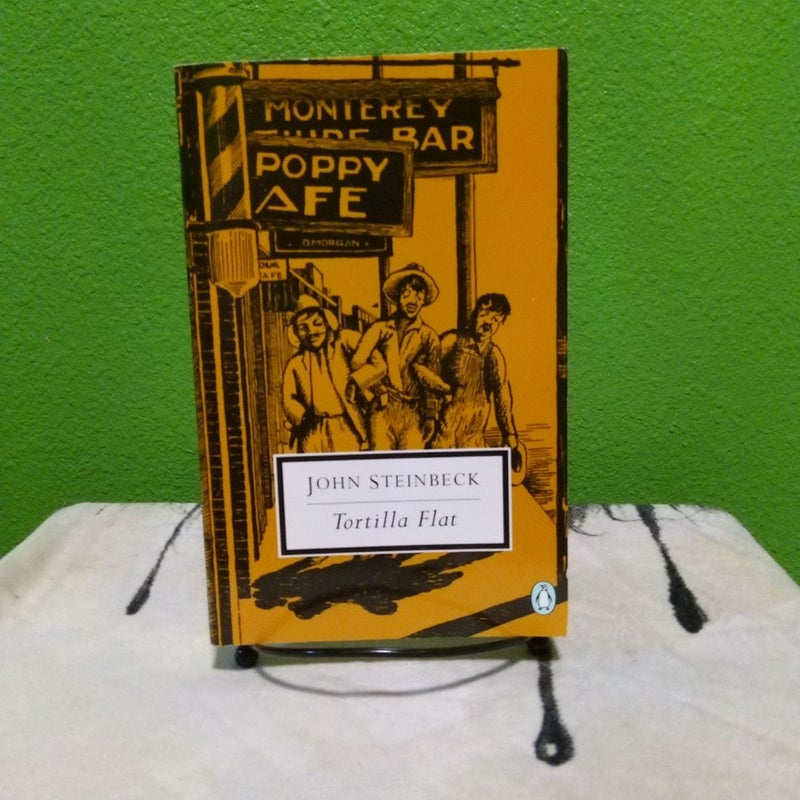 MONTEREY
BAR
POPPY
AFE
D MORGAN
JOHN STEINBECK
Tortilla Flat